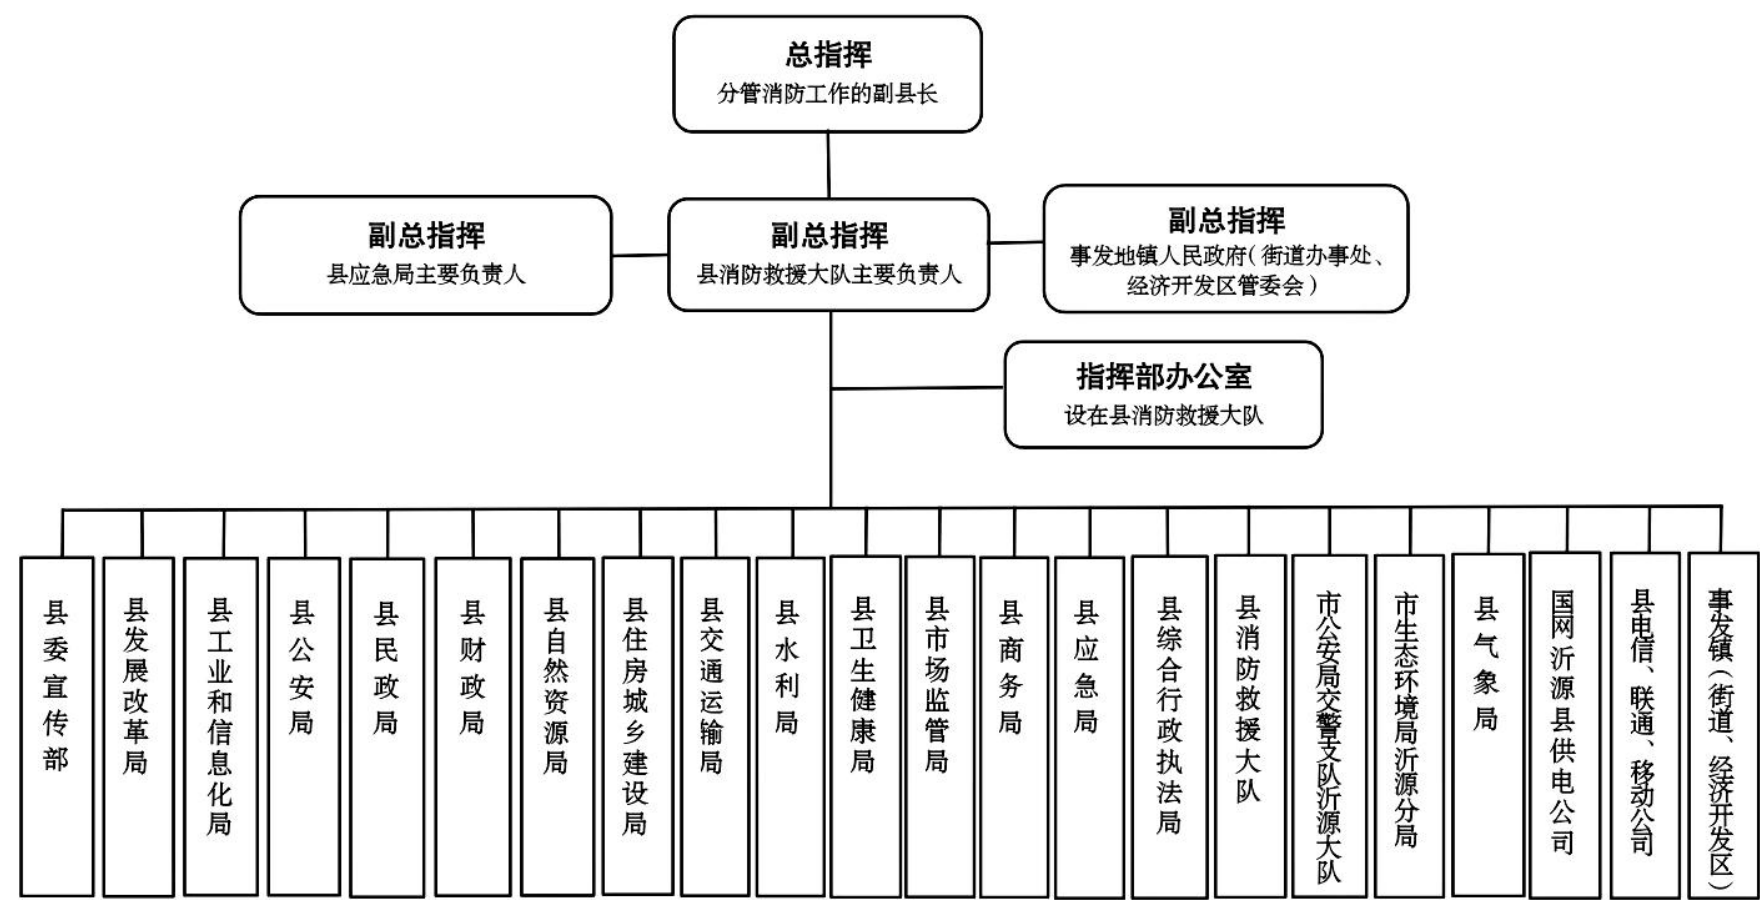 总指挥
分管消防工作的副县长
副总指挥
县应急局主要负责人
副总指挥
县消防救援大队主要负责人
副总指挥
事发地镇人民政府(街道办事处、
经济开发区管委会)
指挥部办公室
设在县消防救援大队
县委宣传部
县发展改革局
县工业和信息化局
县公安局
县民政局
县财政局
县自然资源局
县住房城乡建设局
县交通运输局
县水利局
县卫生健康局
县市场监管局
县商务局
县应急局
县综合行政执法局
县消防救援大队
市公安局交警支队沂源大队
市生态环境局沂源分局
县气象局
国网沂源县供电公司
县电信、联通、移动公司
事发镇(街道、经济开发区)